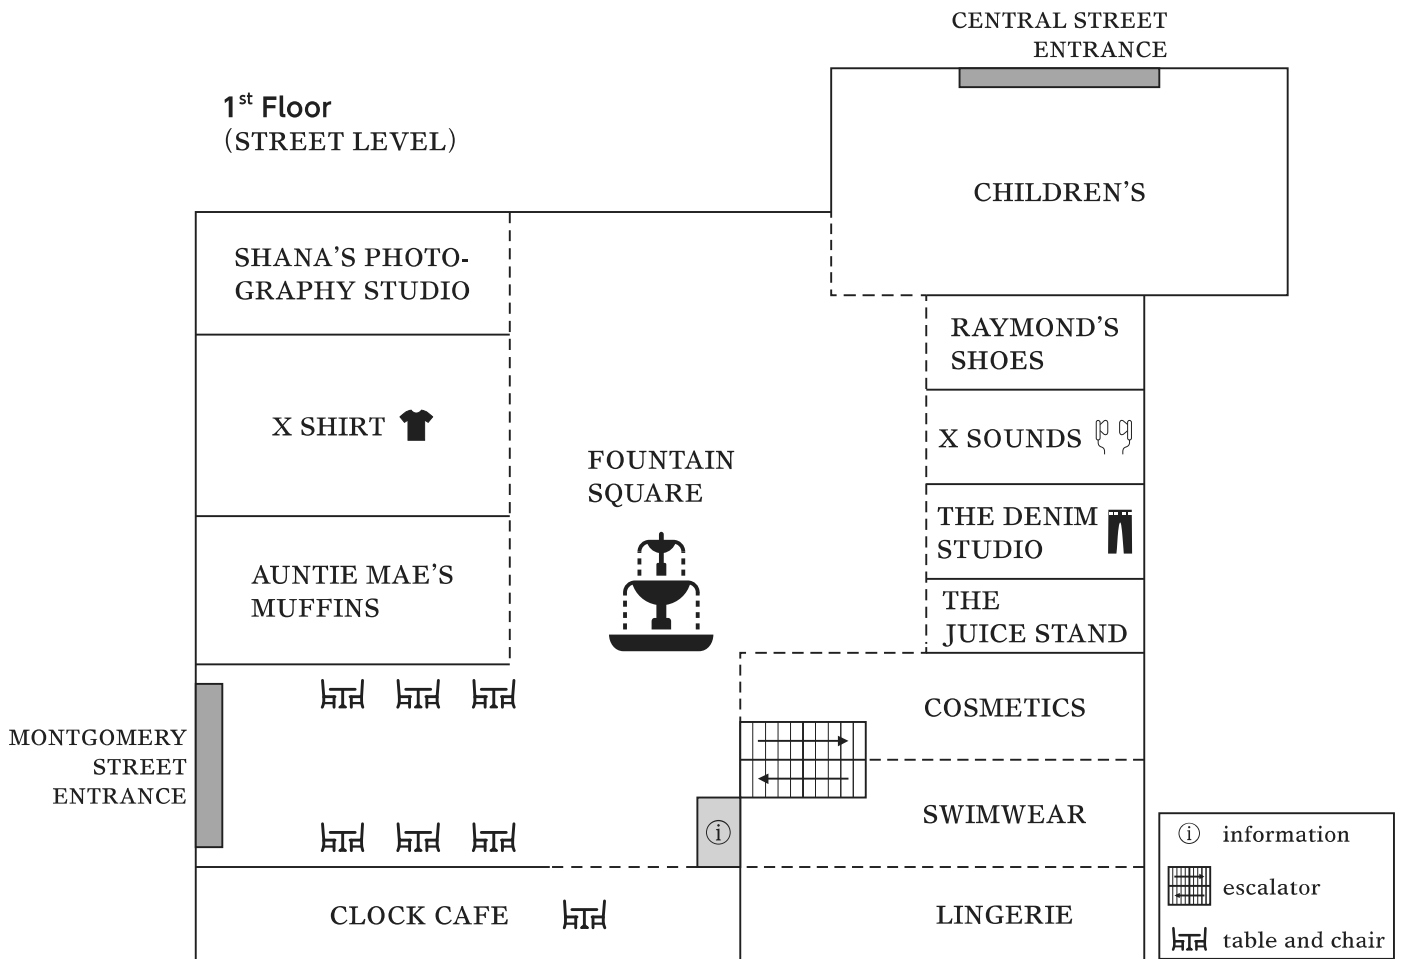 CENTRAL STREET
ENTRANCE
1st Floor
(STREET LEVEL)
CHILDREN'S
SHANA'S PHOTO-
GRAPHY STUDIO
RAYMOND'S
SHOES
X SHIRT
X SOUNDS
FOUNTAIN
SQUARE
THE DENIM
STUDIO
AUNTIE MAE'S
MUFFINS
THE
JUICE STAND
COSMETICS
MONTGOMERY
STREET
ENTRANCE
SWIMWEAR
i
CLOCK CAFE
LINGERIE
i information
escalator
table and chair